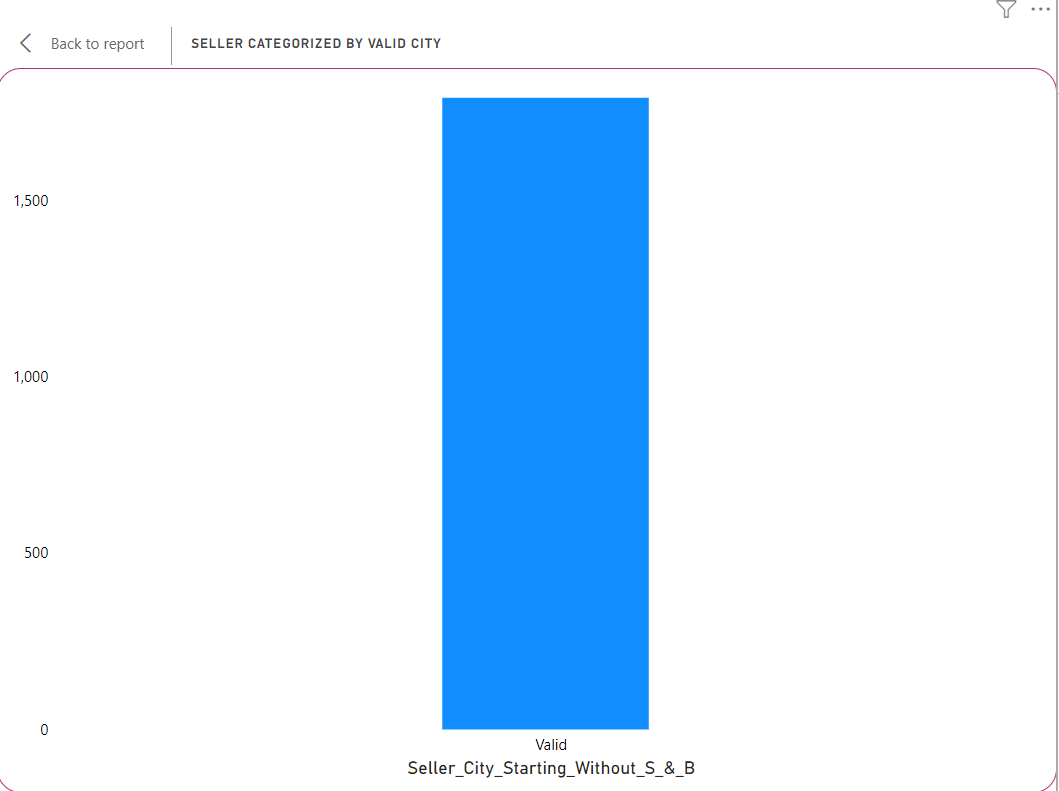 Back to report
SELLER CATEGORIZED BY VALID CITY
1,500
1,000
500
0
Valid
Seller_City_Starting_Without_S_&_B